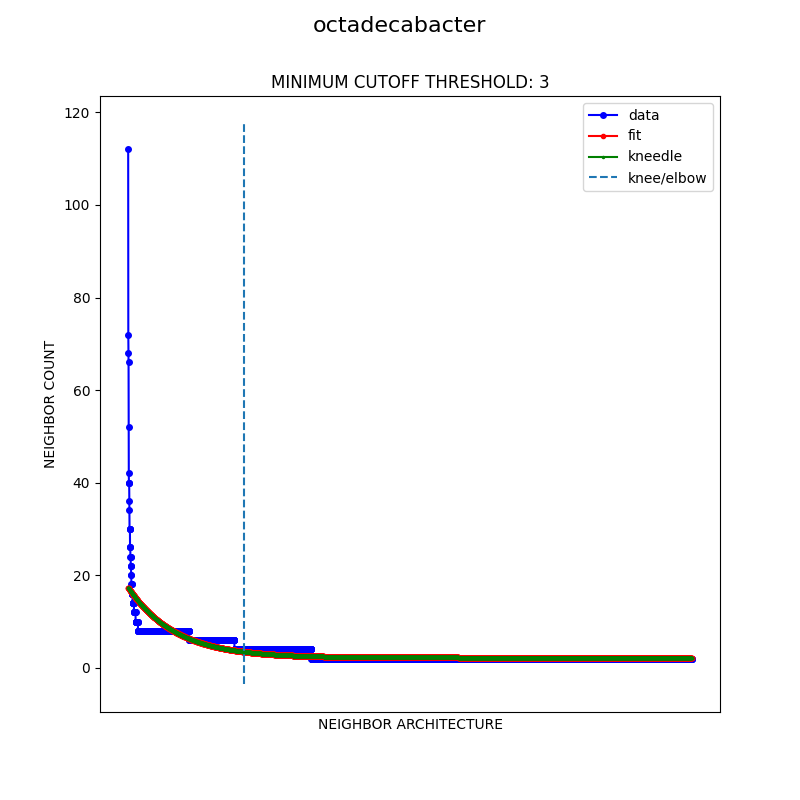 octadecabacter
MINIMUM CUTOFF THRESHOLD: 3
120
100
80
60
40
20
0
NEIGHBOR COUNT
data
fit
kneedle
knee/elbow
NEIGHBOR ARCHITECTURE